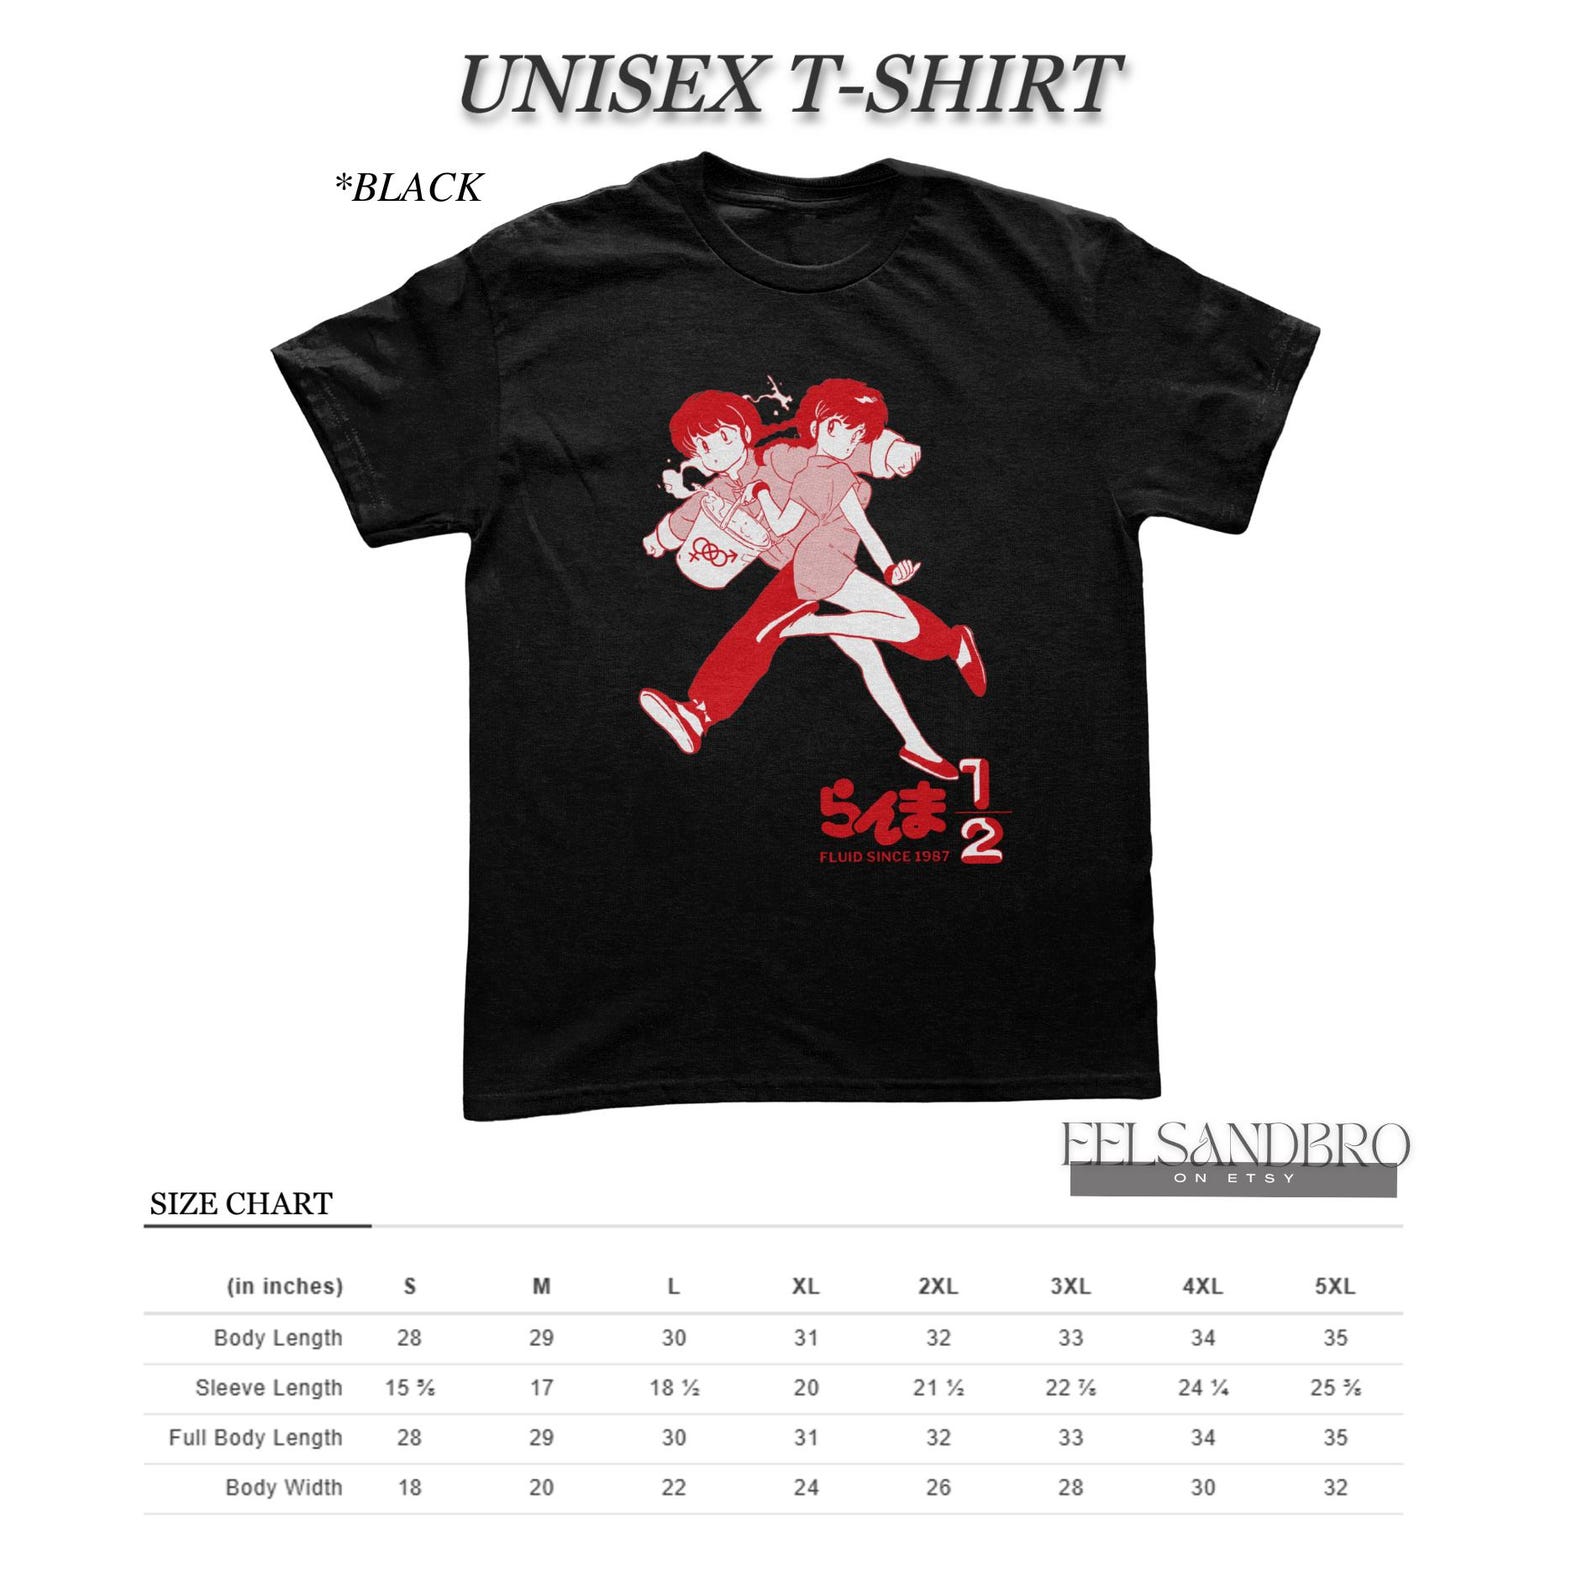 UNISEX T-SHIRT
*BLACK
らんま 1/2
FLUID SINCE 1987
EELSANDBRO
ON ETSY
SIZE CHART
(in inches) S M L XL 2XL 3XL 4XL 5XL
Body Length 28 29 30 31 32 33 34 35
Sleeve Length 15 ⅝ 17 18 ½ 20 21 ½ 22 ⅞ 24 ¼ 25 ⅝
Full Body Length 28 29 30 31 32 33 34 35
Body Width 18 20 22 24 26 28 30 32